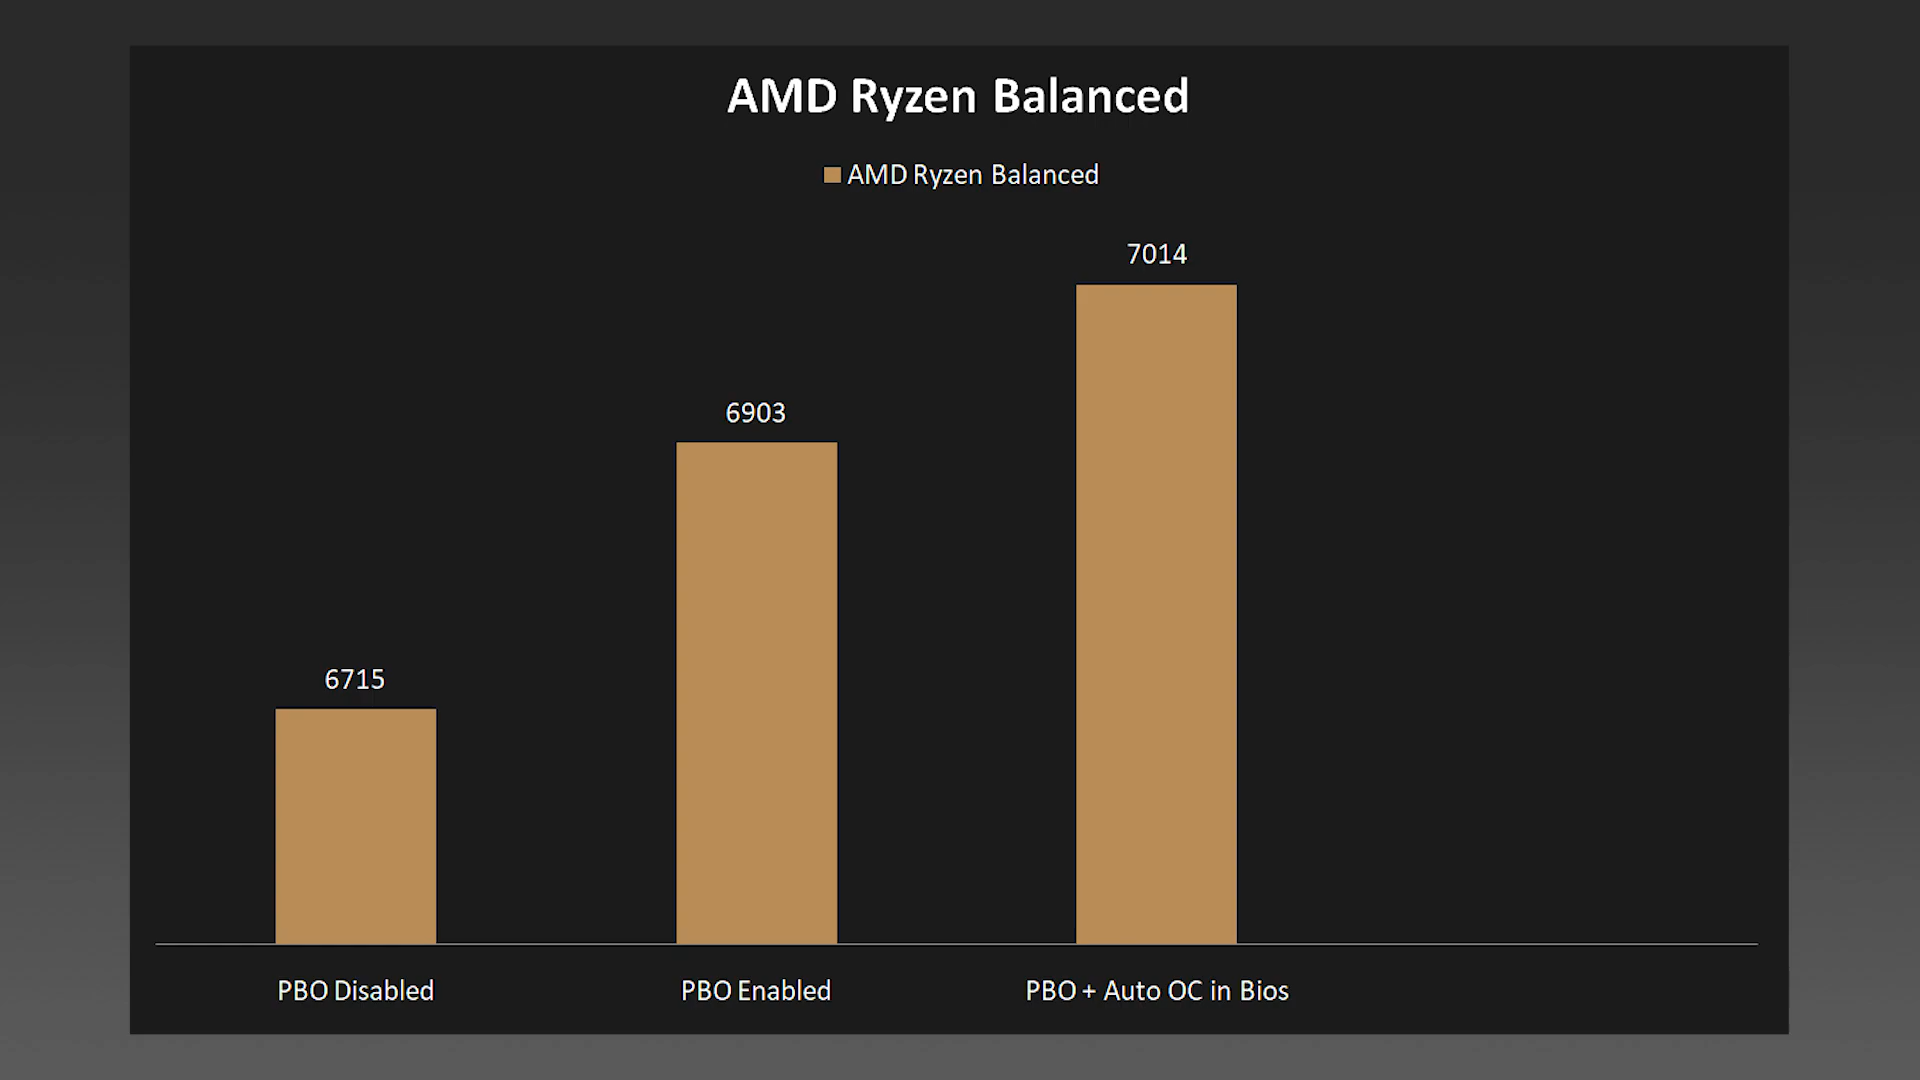 AMD Ryzen Balanced
AMD Ryzen Balanced
7014
6903
6715
PBO Disabled
PBO Enabled
PBO + Auto OC in Bios